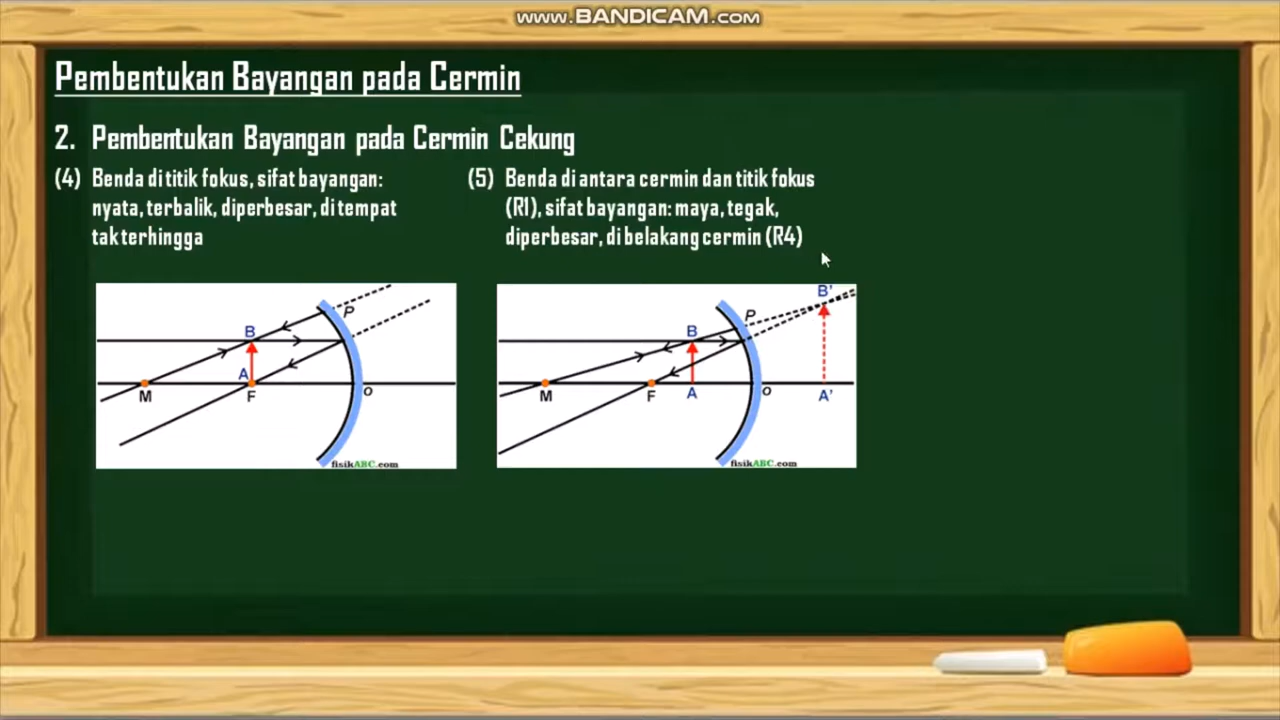 www.BANDICAM.com
Pembentukan Bayangan pada Cermin
2. Pembentukan Bayangan pada Cermin Cekung
(4) Benda di titik fokus, sifat bayangan:
nyata, terbalik, diperbesar, di tempat
tak terhingga
(5) Benda di antara cermin dan titik fokus
(R1), sifat bayangan: maya, tegak,
diperbesar, di belakang cermin (R4)
P
B
A
M
F
O
fisikABC.com
B'
P
B
M
F
A
O
A'
fisikABC.com